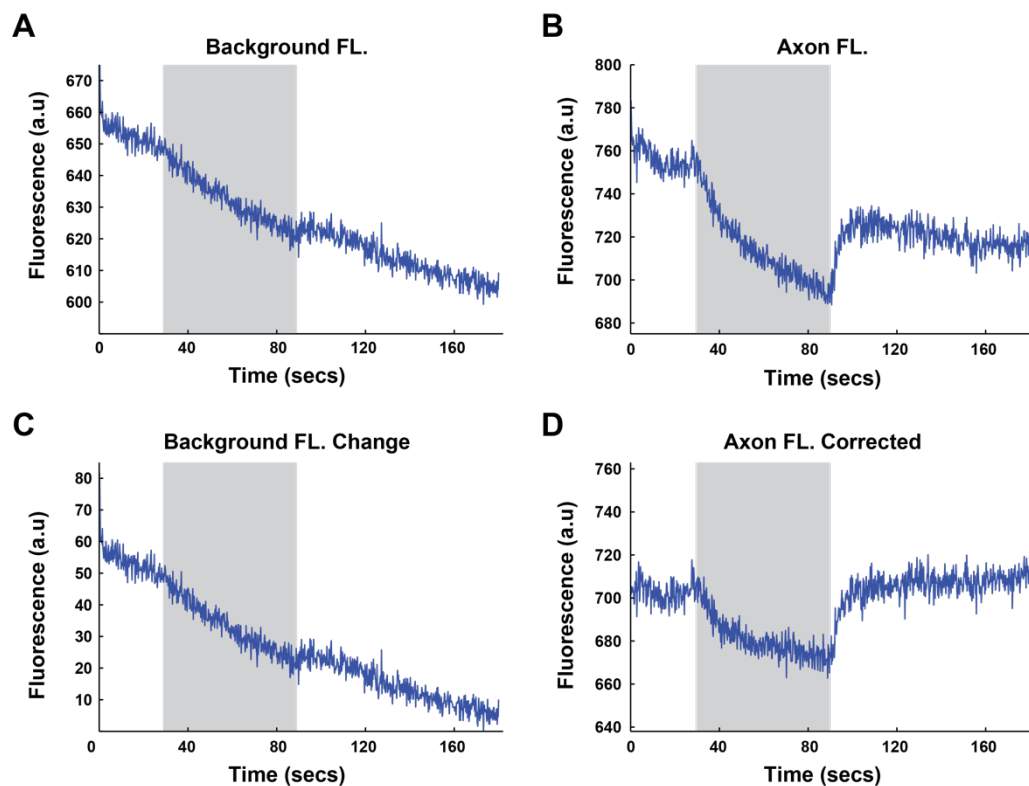 A
Background FL.
Fluorescence (a.u)
670
660
650
640
630
620
610
600
0 40 80 120 160
Time (secs)
B
Axon FL.
Fluorescence (a.u)
800
780
760
740
720
700
680
0 40 80 120 160
Time (secs)
C
Background FL. Change
Fluorescence (a.u)
80
70
60
50
40
30
20
10
0 40 80 120 160
Time (secs)
D
Axon FL. Corrected
Fluorescence (a.u)
760
740
720
700
680
660
640
0 40 80 120 160
Time (secs)